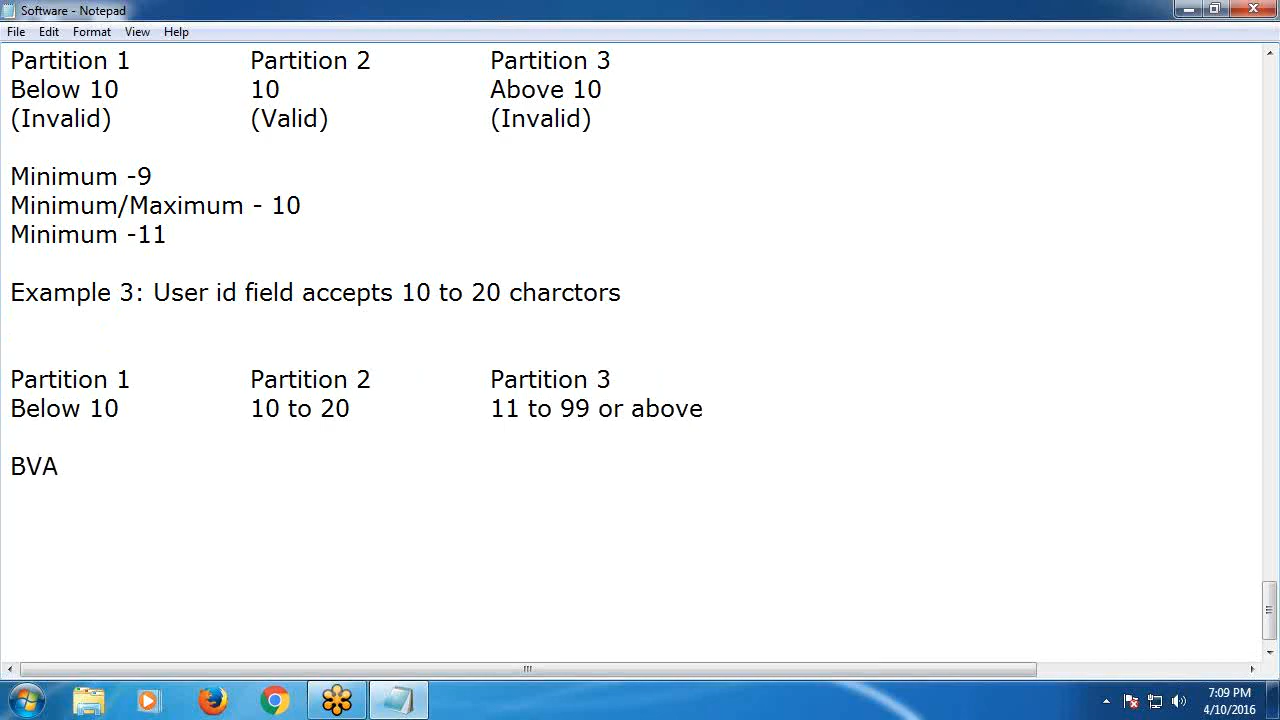 Software - Notepad
File Edit Format View Help
Partition 1 Partition 2 Partition 3
Below 10 10 Above 10
(Invalid) (Valid) (Invalid)
Minimum -9
Minimum/Maximum - 10
Minimum -11
Example 3: User id field accepts 10 to 20 charctors
Partition 1 Partition 2 Partition 3
Below 10 10 to 20 11 to 99 or above
BVA
7:09 PM
4/10/2016